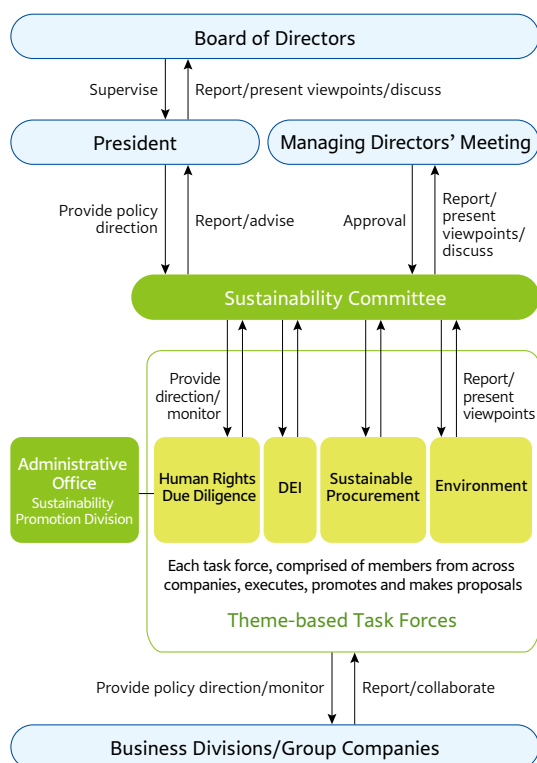 Board of Directors
Supervise
Report/present viewpoints/discuss
President
Managing Directors’ Meeting
Provide policy
direction
Report/advise
Approval
Report/
present
viewpoints/
discuss
Sustainability Committee
Provide
direction/
monitor
Report/
present
viewpoints
Administrative
Office
Sustainability
Promotion Division
Human Rights
Due Diligence
DEI
Sustainable
Procurement
Environment
Each task force, comprised of members from across
companies, executes, promotes and makes proposals
Theme-based Task Forces
Provide policy direction/monitor
Report/collaborate
Business Divisions/Group Companies